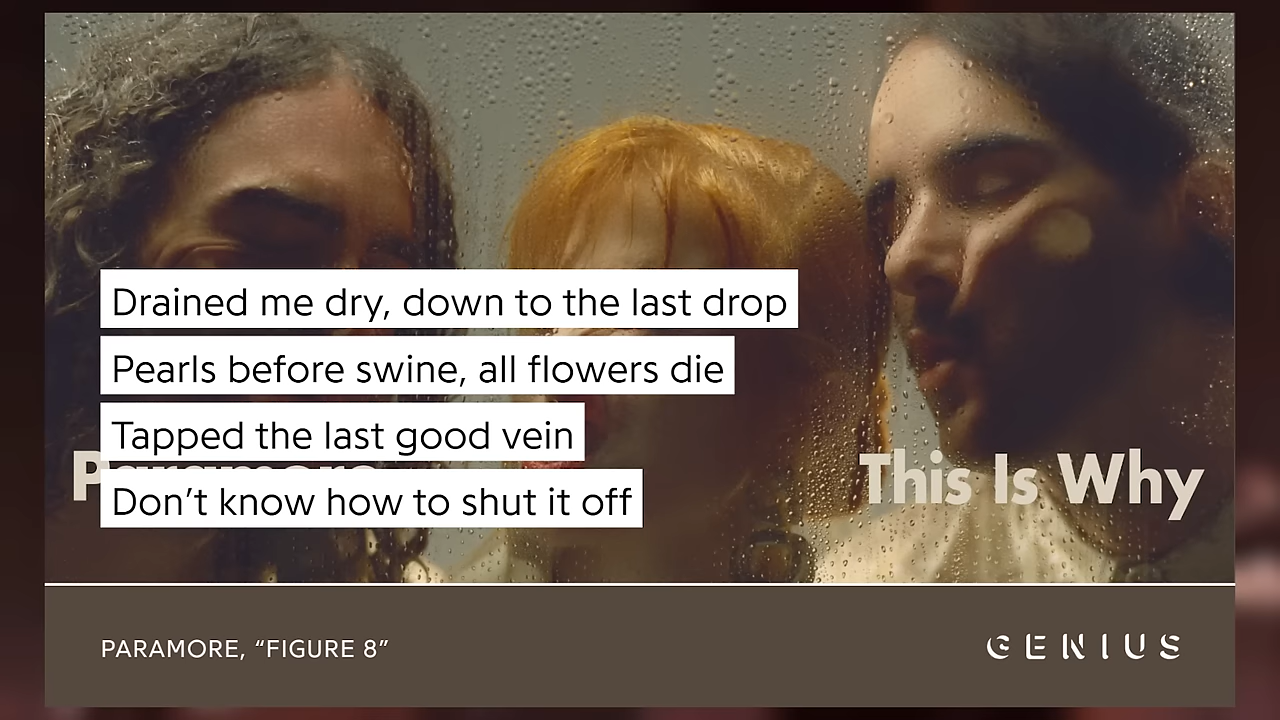 Drained me dry, down to the last drop
Pearls before swine, all flowers die
Tapped the last good vein
Paramore
This Is Why
Don’t know how to shut it off
PARAMORE, “FIGURE 8”
GENIUS